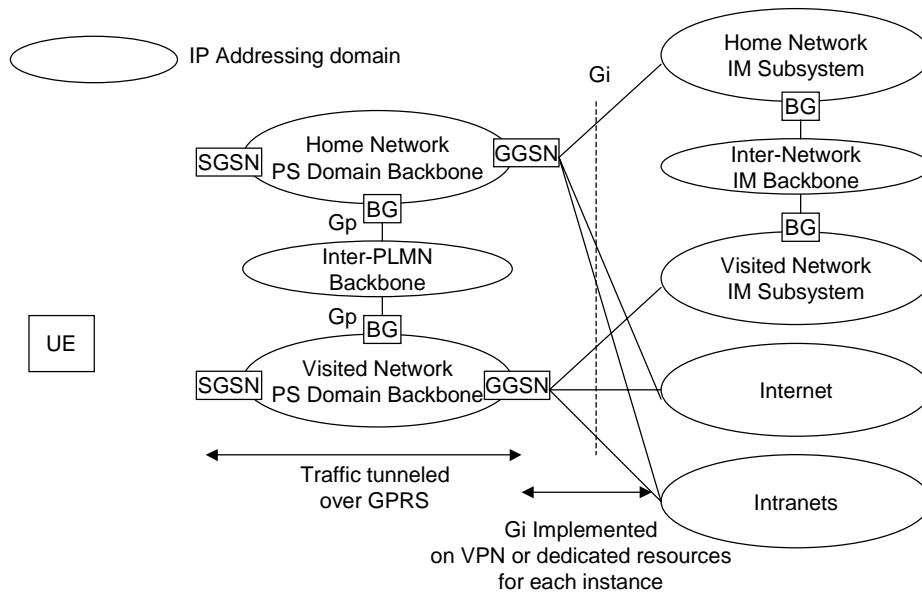 IP Addressing domain
Home Network
IM Subsystem
Gi
BG
SGSN
Home Network
PS Domain Backbone
GGSN
Inter-Network
IM Backbone
BG
Gp
BG
Inter-PLMN
Backbone
Visited Network
IM Subsystem
Gp
BG
UE
SGSN
Visited Network
PS Domain Backbone
GGSN
Internet
Traffic tunneled
over GPRS
Intranets
Gi Implemented
on VPN or dedicated resources
for each instance